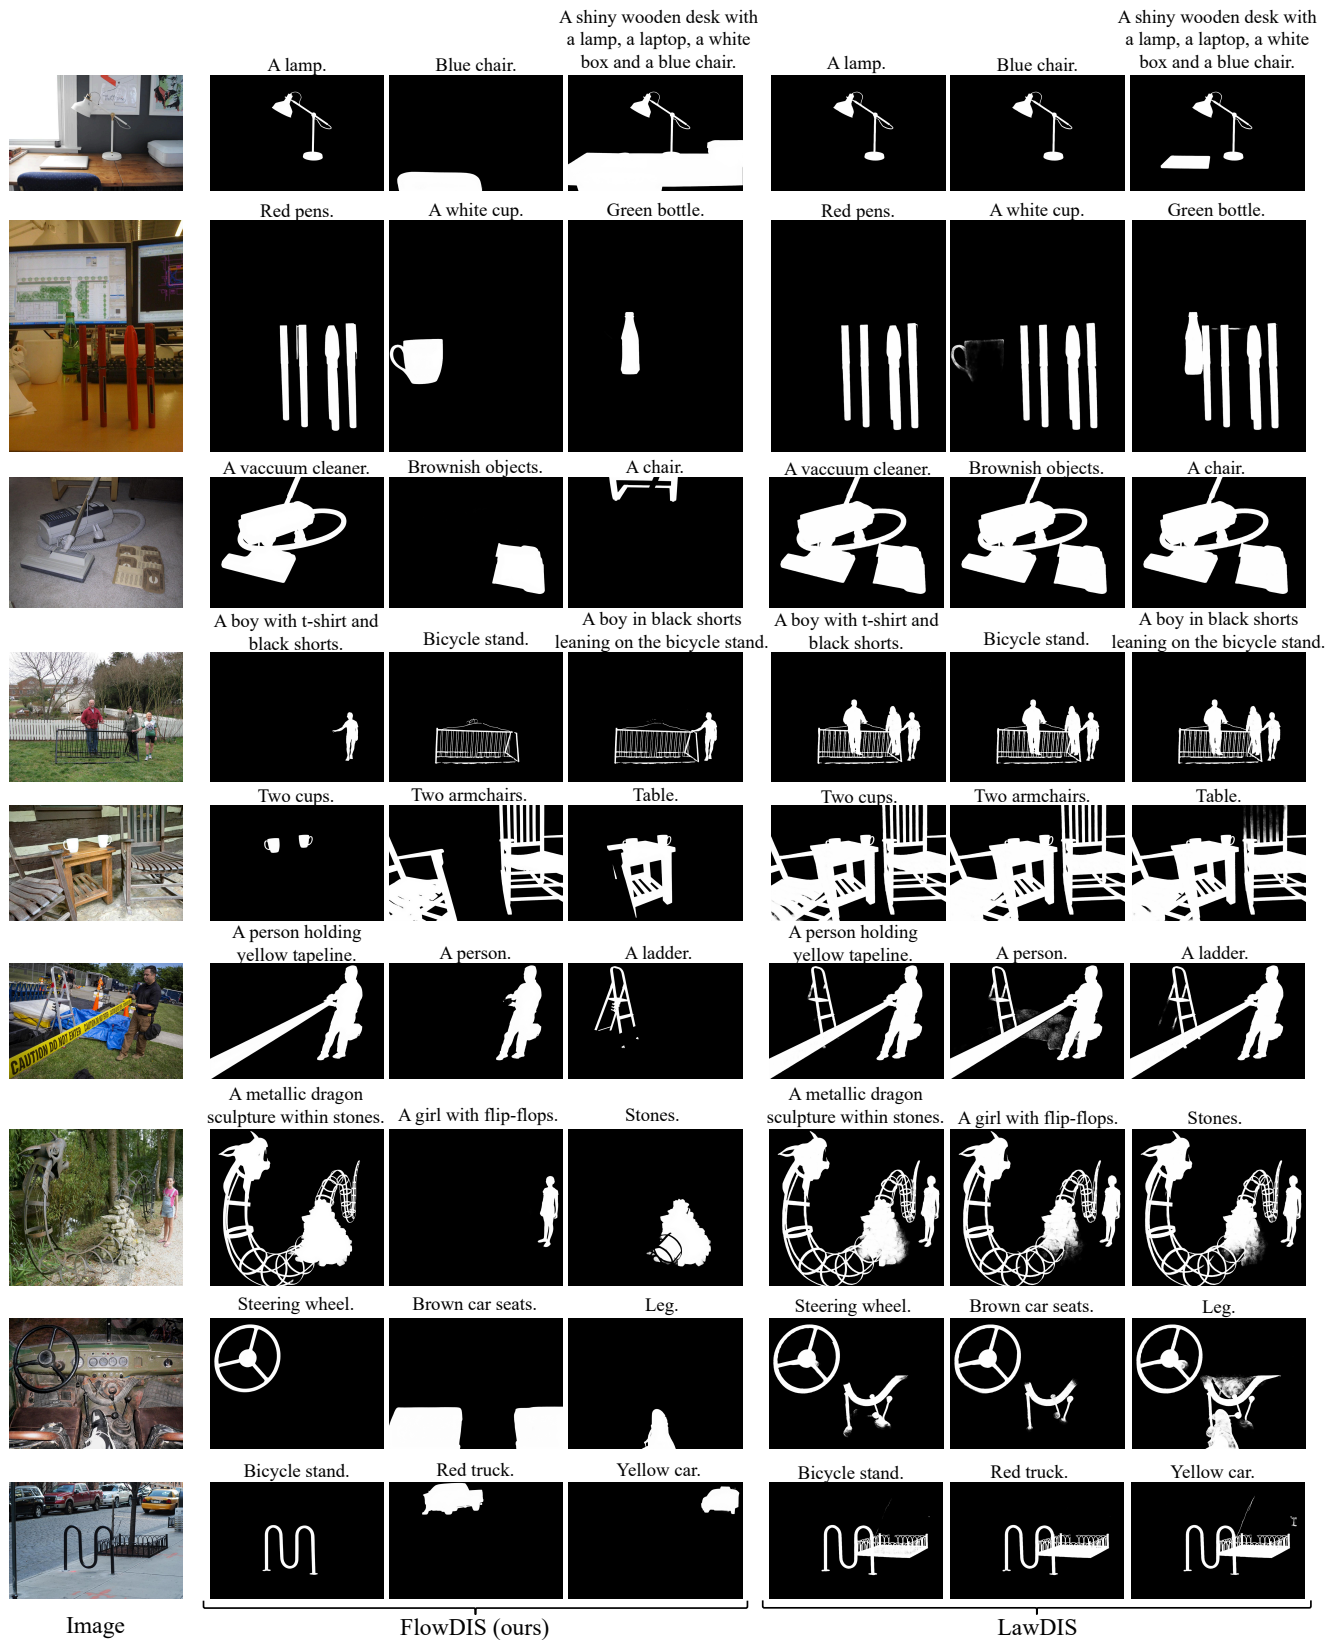 A shiny wooden desk with
a lamp, a laptop, a white
box and a blue chair.
A lamp.
Blue chair.
A shiny wooden desk with
a lamp, a laptop, a white
box and a blue chair.
A lamp.
Blue chair.
Red pens.
A white cup.
Green bottle.
Red pens.
A white cup.
Green bottle.
A vaccuum cleaner.
Brownish objects.
A chair.
A vaccuum cleaner.
Brownish objects.
A chair.
A boy with t-shirt and
black shorts.
Bicycle stand.
A boy in black shorts
leaning on the bicycle stand.
A boy with t-shirt and
black shorts.
Bicycle stand.
A boy in black shorts
leaning on the bicycle stand.
Two cups.
Two armchairs.
Table.
Two cups.
Two armchairs.
Table.
A person holding
yellow tapeline.
A person.
A ladder.
A person holding
yellow tapeline.
A person.
A ladder.
CAUTION DO NOT ENTER
A metallic dragon
sculpture within stones.
A girl with flip-flops.
Stones.
A metallic dragon
sculpture within stones.
A girl with flip-flops.
Stones.
Steering wheel.
Brown car seats.
Leg.
Steering wheel.
Brown car seats.
Leg.
Bicycle stand.
Red truck.
Yellow car.
Bicycle stand.
Red truck.
Yellow car.
Image
FlowDIS (ours)
LawDIS